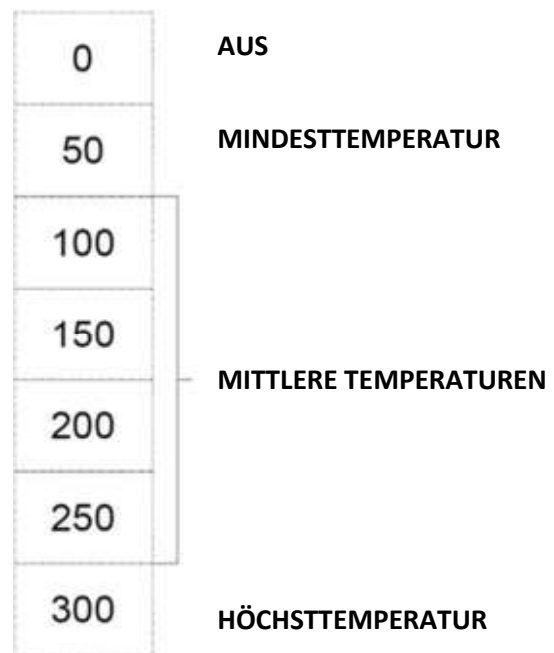 0 AUS
50 MINDESTTEMPERATUR
100
150
MITTLERE TEMPERATUREN
200
250
300 HÖCHSTTEMPERATUR